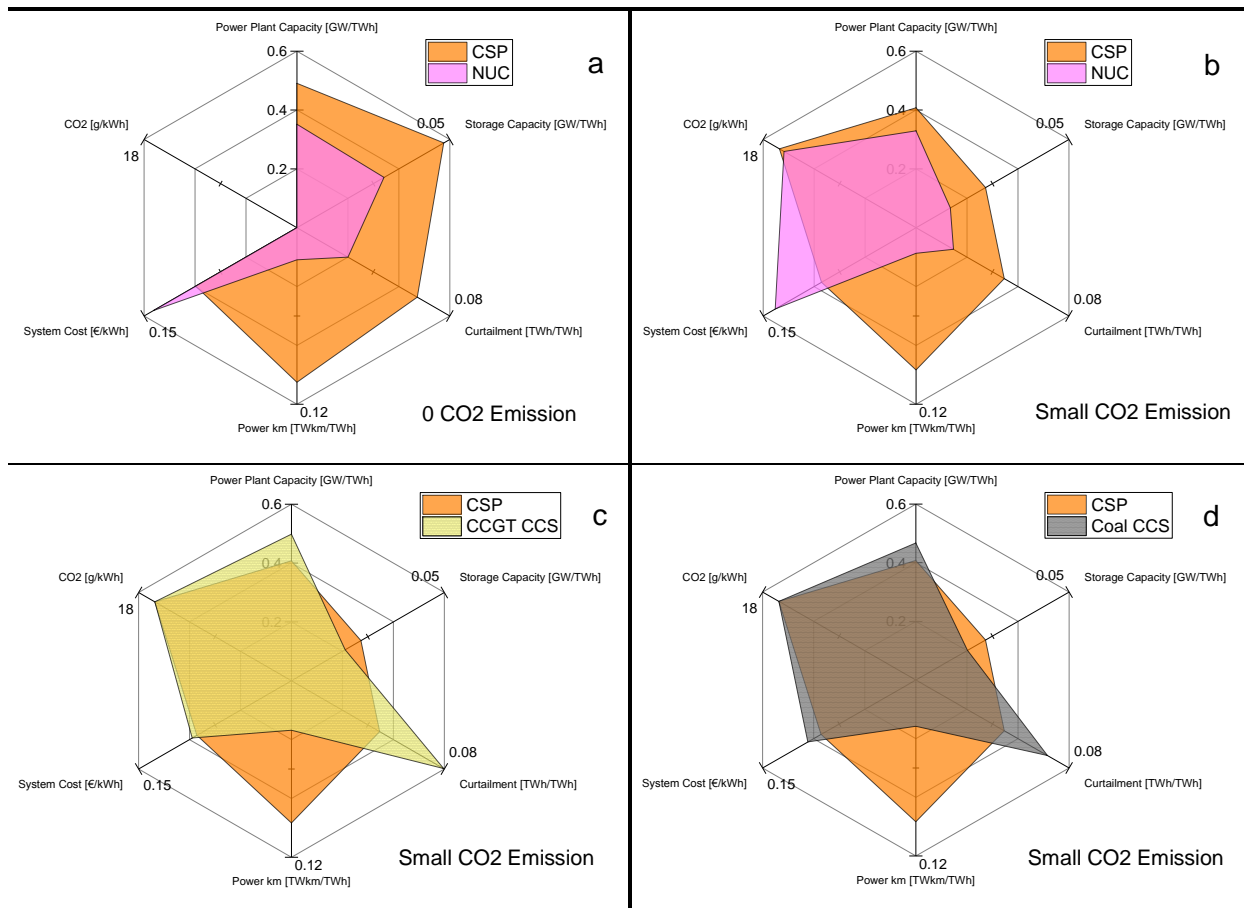 Power Plant Capacity [GW/TWh]
0.6
CSP
NUC
a
0.4
0.05
Storage Capacity [GW/TWh]
CO2 [g/kWh]
18
0.2
0.08
System Cost [€/kWh]
0.15
Curtailment [TWh/TWh]
0.12
Power km [TWkm/TWh]
0 CO2 Emission
Power Plant Capacity [GW/TWh]
0.6
CSP
NUC
b
0.4
0.05
Storage Capacity [GW/TWh]
CO2 [g/kWh]
18
0.2
0.08
System Cost [€/kWh]
0.15
Curtailment [TWh/TWh]
0.12
Power km [TWkm/TWh]
Small CO2 Emission
Power Plant Capacity [GW/TWh]
0.6
CSP
CCGT CCS
c
0.4
0.05
Storage Capacity [GW/TWh]
CO2 [g/kWh]
18
0.2
0.08
System Cost [€/kWh]
0.15
Curtailment [TWh/TWh]
0.12
Power km [TWkm/TWh]
Small CO2 Emission
Power Plant Capacity [GW/TWh]
0.6
CSP
Coal CCS
d
0.4
0.05
Storage Capacity [GW/TWh]
CO2 [g/kWh]
18
0.2
0.08
System Cost [€/kWh]
0.15
Curtailment [TWh/TWh]
0.12
Power km [TWkm/TWh]
Small CO2 Emission